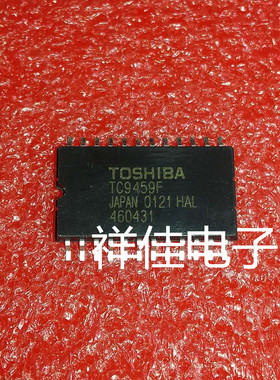 TOSHIBA
TC9459F
JAPAN 0121 HAL
460431
祥佳电子